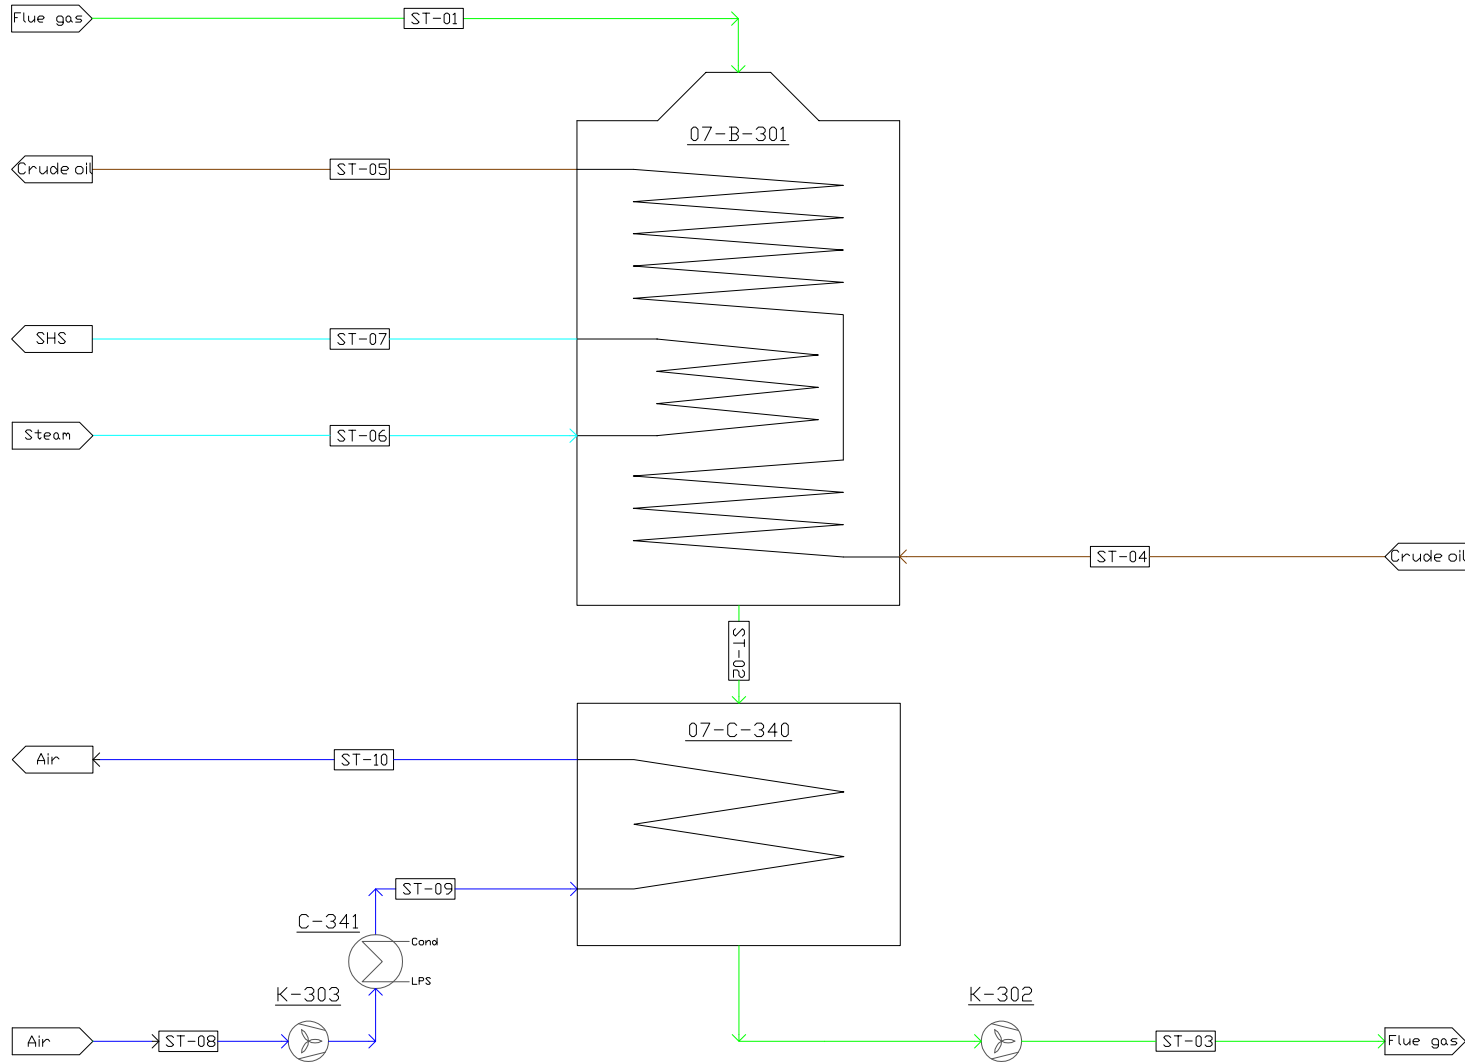 Flue gas
ST-01
07-B-301
Crude oil
ST-05
SHS
ST-07
Steam
ST-06
ST-04
Crude oil
ST-02
07-C-340
Air
ST-10
ST-09
C-341
Cond
LPS
K-303
K-302
Air
ST-08
ST-03
Flue gas